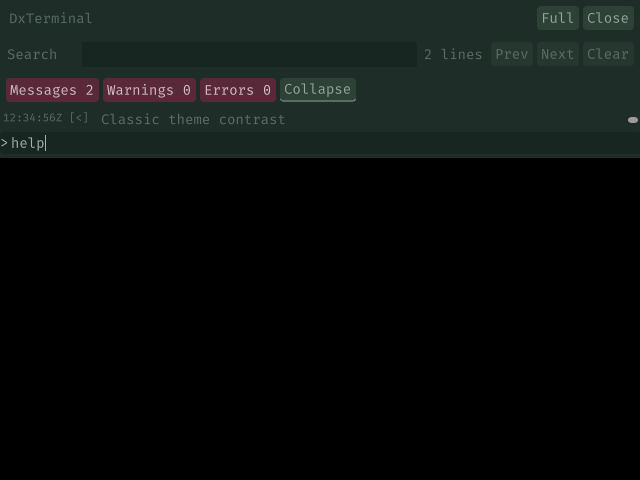 DxTerminal Full Close
Search 2 lines Prev Next Clear
Messages 2 Warnings 0 Errors 0 Collapse
12:34:56Z [<] Classic theme contrast
>help